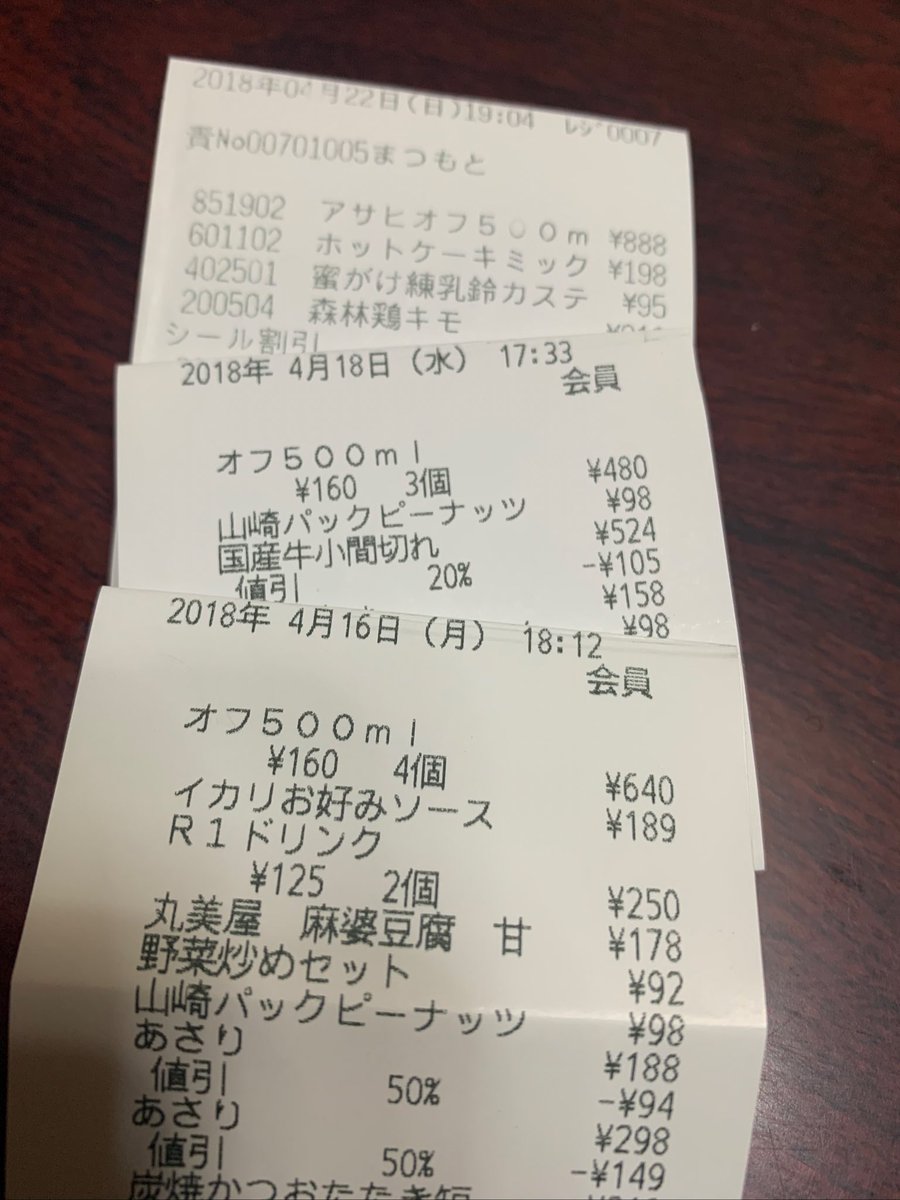 2018年04月22日(日)19:04 ﾚｼﾞ0007
責No00701005まつもと
851902 アサヒオフ500m ¥888
601102 ホットケーキミック ¥198
402501 蜜がけ練乳鈴カステ ¥95
200504 森林鶏キモ
シール割引
2018年 4月18日(水) 17:33
会員
オフ500ml ¥480
¥160 3個
山崎パックピーナッツ ¥98
国産牛小間切れ ¥524
値引 20% -¥105
¥158
¥98
2018年 4月16日(月) 18:12
会員
オフ500ml
¥160 4個 ¥640
イカリお好みソース ¥189
R1ドリンク
¥125 2個 ¥250
丸美屋 麻婆豆腐 甘 ¥178
野菜炒めセット ¥92
山崎パックピーナッツ ¥98
あさり ¥188
値引 50% -¥94
あさり ¥298
値引 50% -¥149
炭焼かつおたたき短